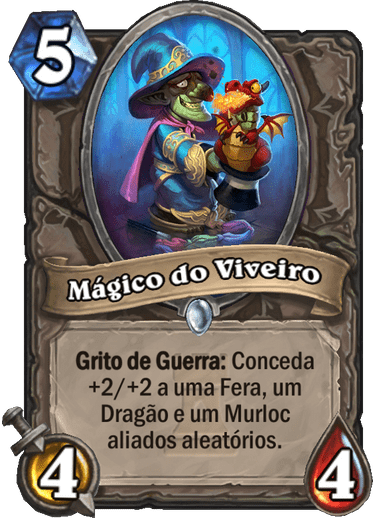 5
Mágico do Viveiro
Grito de Guerra: Conceda
+2/+2 a uma Fera, um
Dragão e um Murloc
aliados aleatórios.
4
4